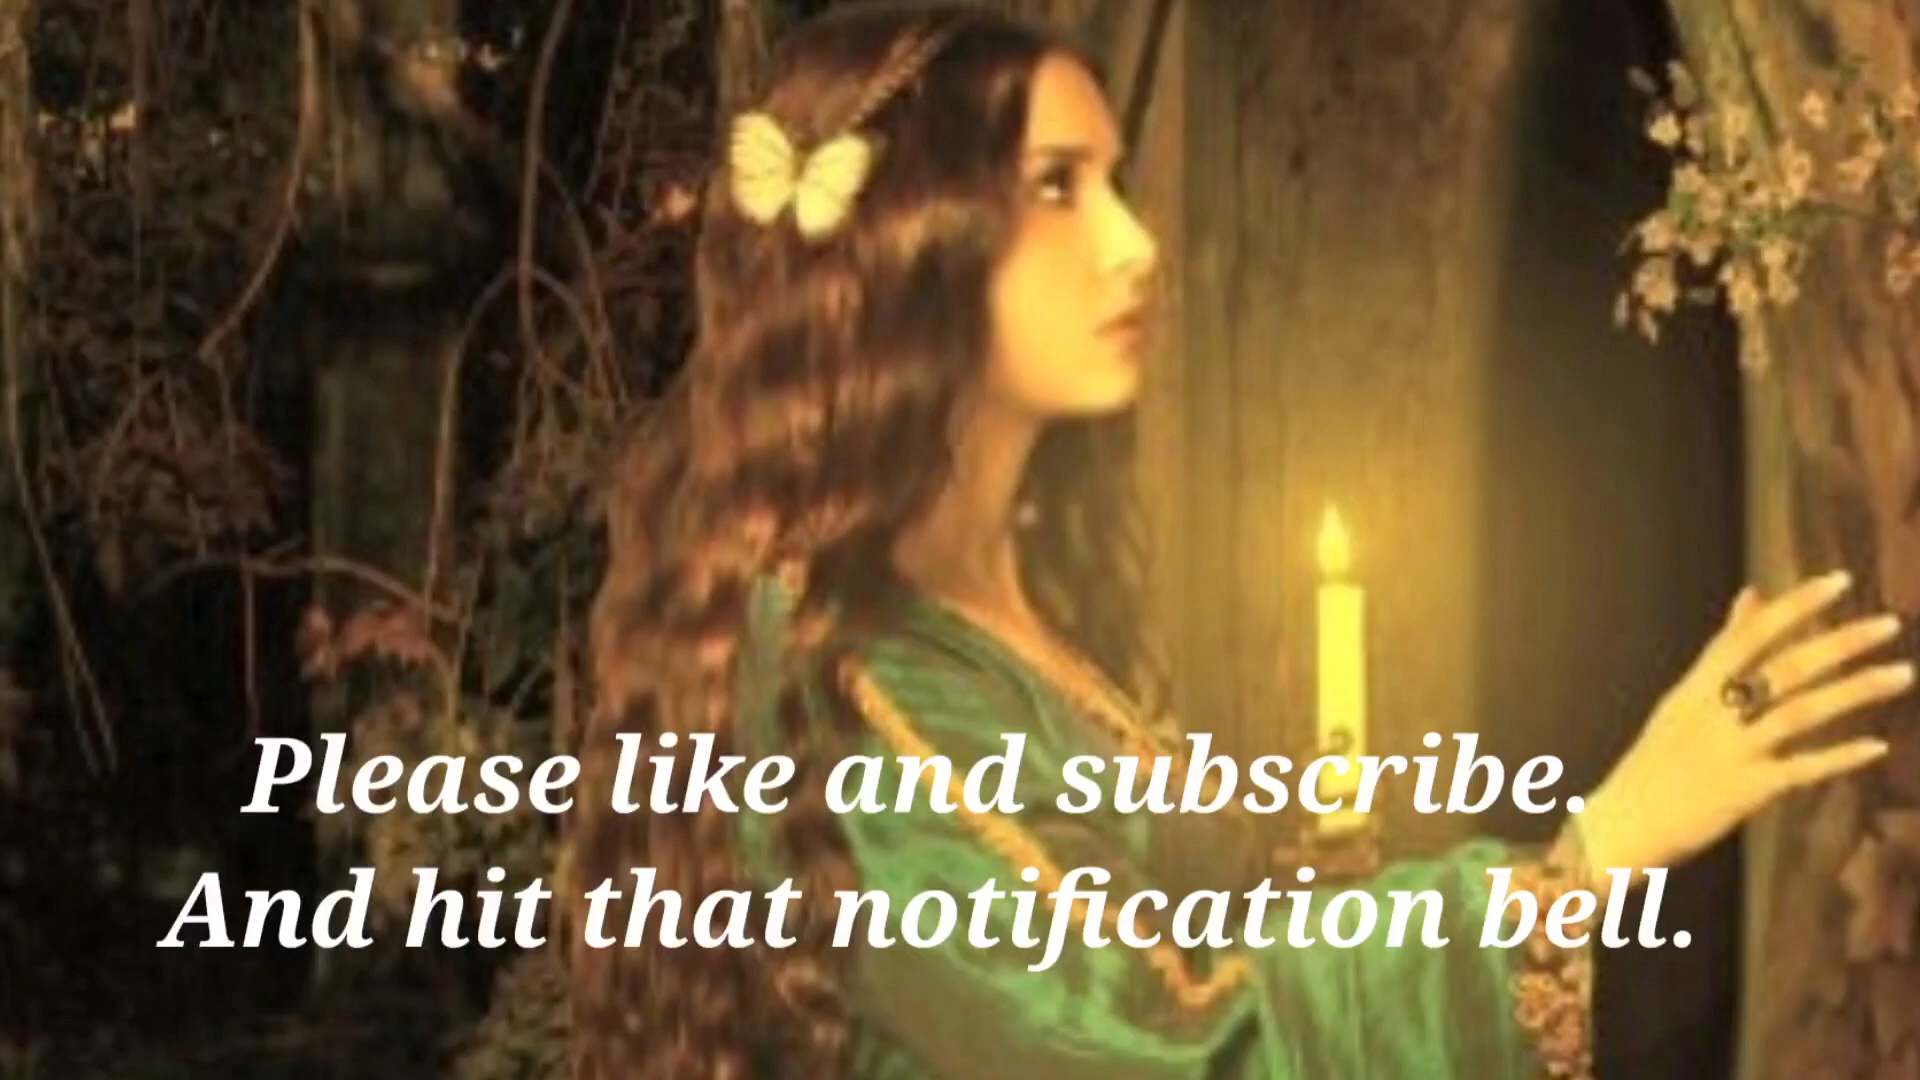 Please like and subscribe.
And hit that notification bell.